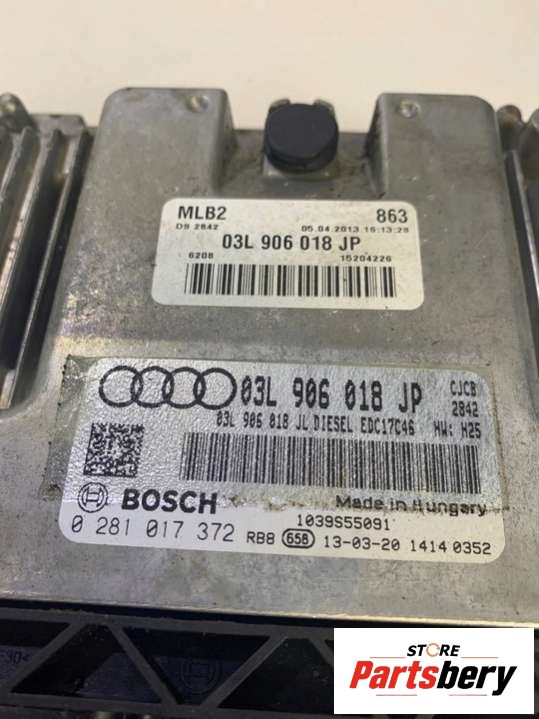 MLB2 863
DS 2842 05.04.2013 16:13:28
03L 906 018 JP
6208 15204226
03L 906 018 JP CJCB
2842
03L 906 018 JL DIESEL EDC17C46 HW: H25
BOSCH Made in Hungary
1039S55091
0 281 017 372 RB8 658 13-03-20 1414 0352
STORE
Partsbery